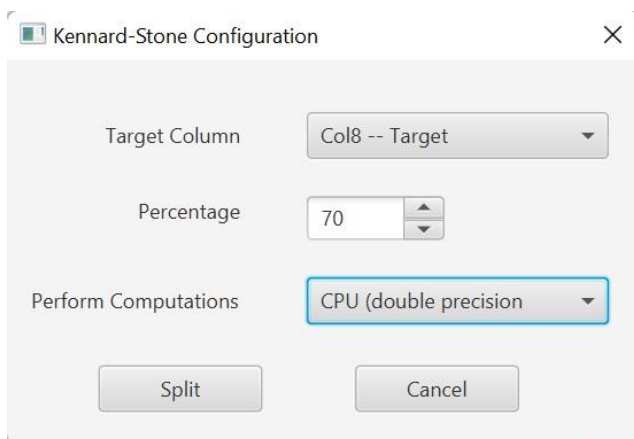 Kennard-Stone Configuration
Target Column Col8 -- Target
Percentage 70
Perform Computations CPU (double precision
Split Cancel